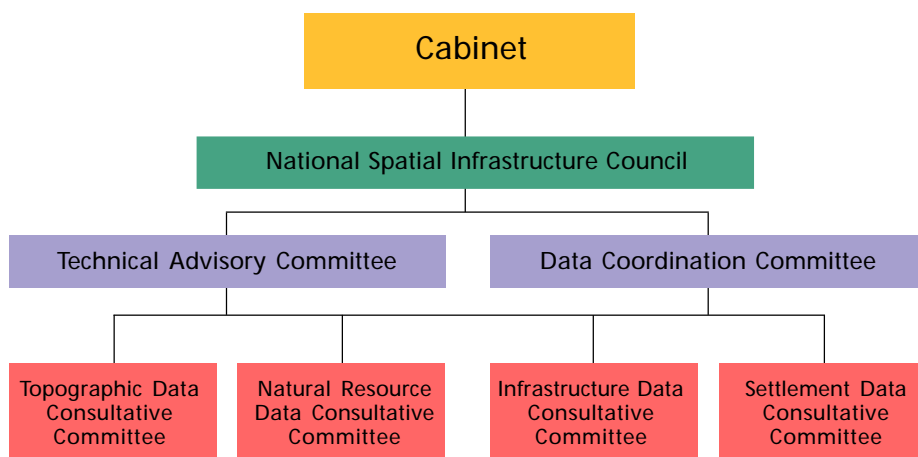 Cabinet
National Spatial Infrastructure Council
Technical Advisory Committee
Data Coordination Committee
Topographic Data
Consultative
Committee
Natural Resource
Data Consultative
Committee
Infrastructure Data
Consultative
Committee
Settlement Data
Consultative
Committee